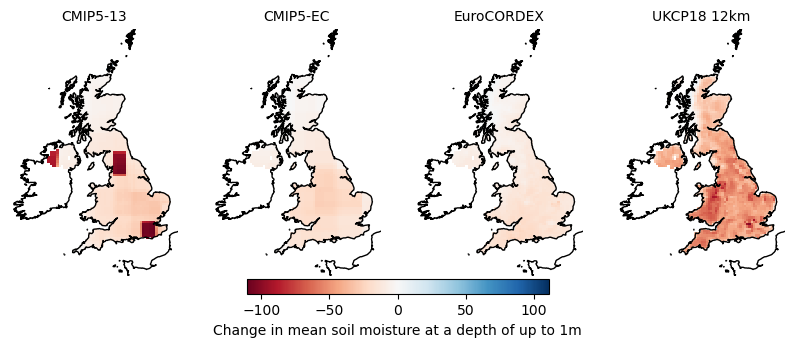 CMIP5-13
CMIP5-EC
EuroCORDEX
UKCP18 12km
−100
−50
0
50
100
Change in mean soil moisture at a depth of up to 1m